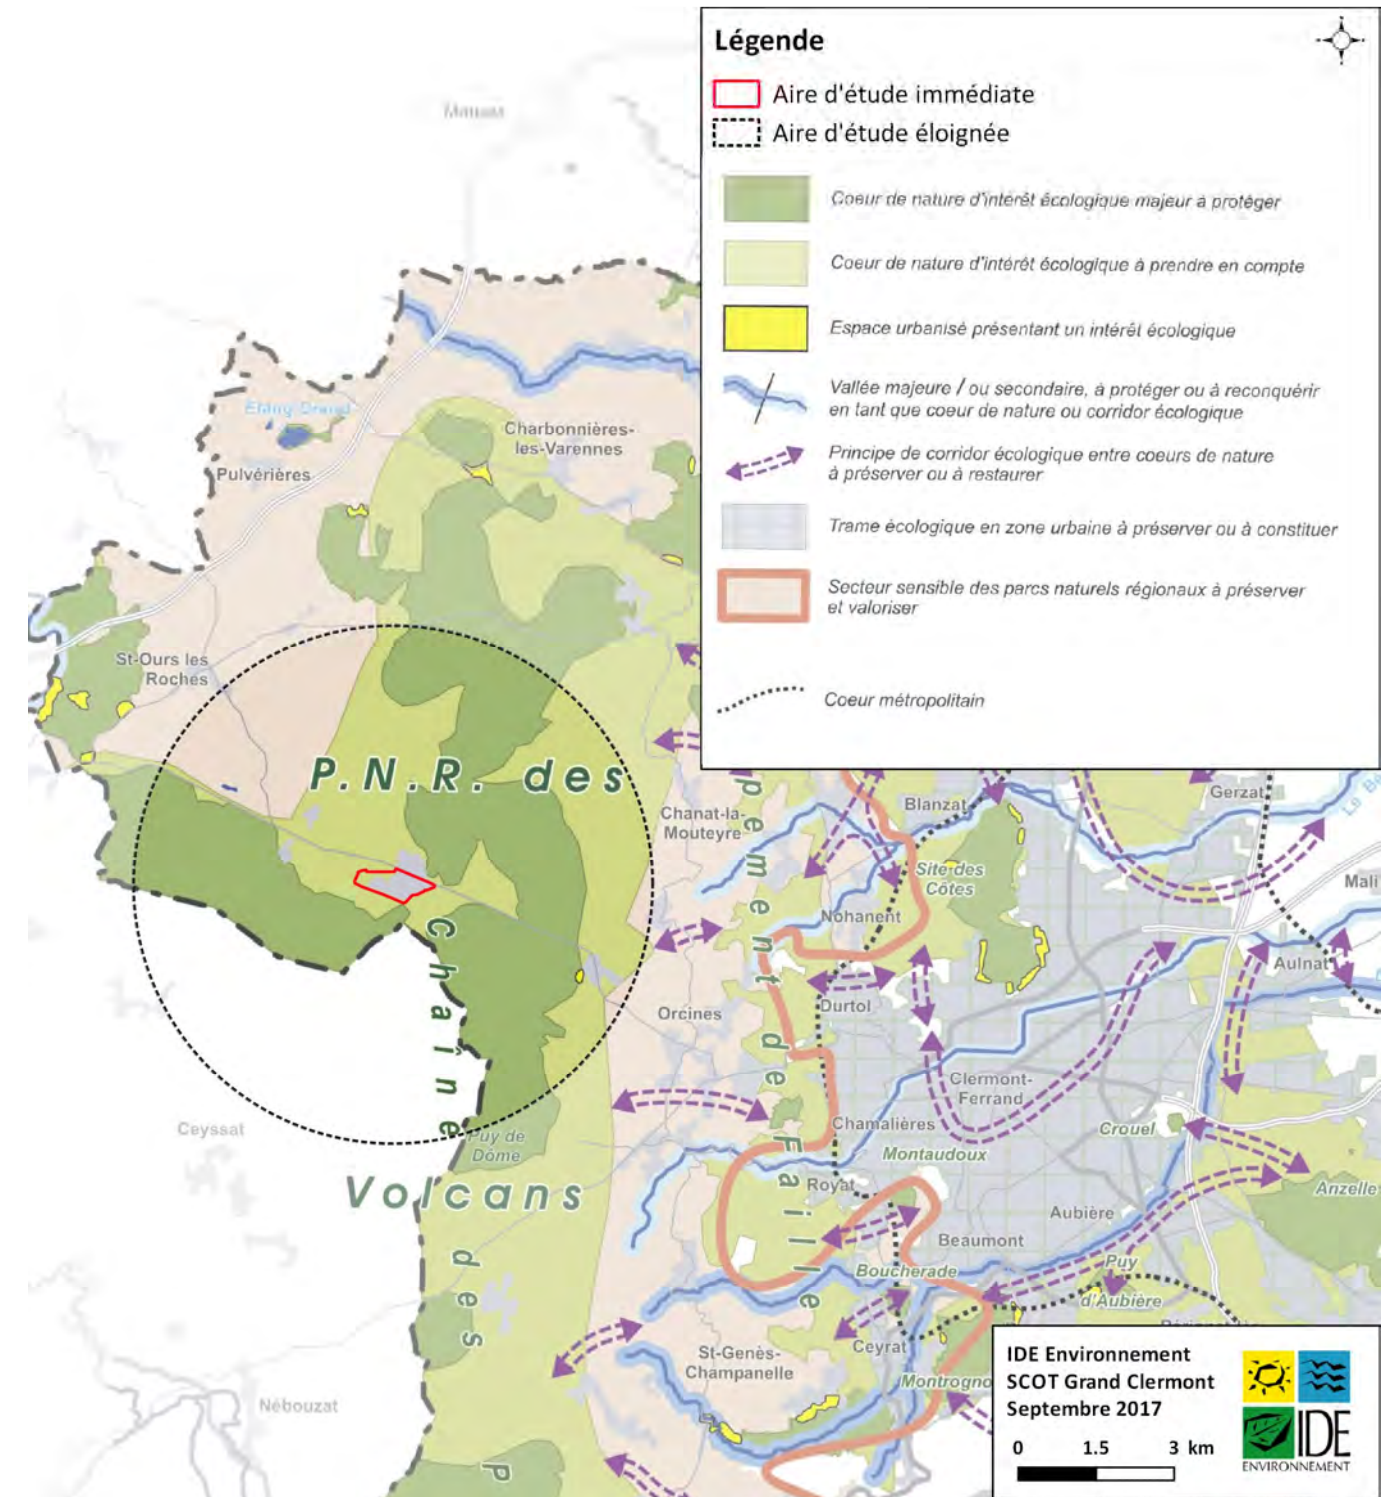 Légende
Aire d'étude immédiate
Aire d'étude éloignée
Coeur de nature d'intérêt écologique majeur à protéger
Coeur de nature d'intérêt écologique à prendre en compte
Espace urbanisé présentant un intérêt écologique
Vallée majeure / ou secondaire, à protéger ou à reconquérir
en tant que coeur de nature ou corridor écologique
Principe de corridor écologique entre coeurs de nature
à préserver ou à restaurer
Trame écologique en zone urbaine à préserver ou à constituer
Secteur sensible des parcs naturels régionaux à préserver
et valoriser
Coeur métropolitain
Etang Grand
Charbonnières-
les-Varennes
Pulvérières
St-Ours les
Roches
P.N.R. des
Volcans
Chaîne
des
P
pement de Faille
Chanat-la-
Mouteyre
Blanzat
Gerzat
Le Bé
Site des
Côtes
Mali
Nohanent
Aulnat
Orcines
Durtol
Clermont-
Ferrand
Ceyssat
Puy de
Dôme
Chamalières
Crouel
Montaudoux
Royat
Anzelle
Aubière
Beaumont
Boucherade
Puy
d'Aubière
St-Genès-
Champanelle
Ceyrat
Montrogno
Nébouzat
IDE Environnement
SCOT Grand Clermont
Septembre 2017
0 1.5 3 km
IDE
ENVIRONNEMENT